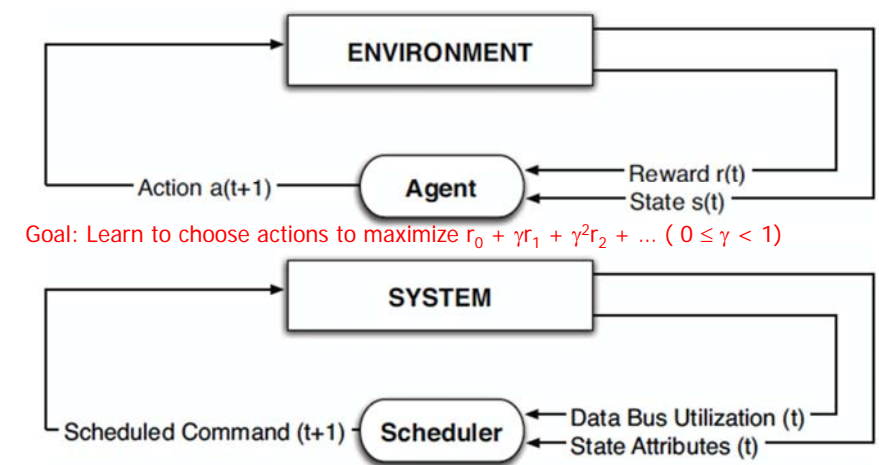 ENVIRONMENT
Reward r(t)
Action a(t+1)
Agent
State s(t)
Goal: Learn to choose actions to maximize r₀ + γr₁ + γ²r₂ + ... ( 0 ≤ γ < 1)
SYSTEM
Data Bus Utilization (t)
Scheduled Command (t+1)
Scheduler
State Attributes (t)